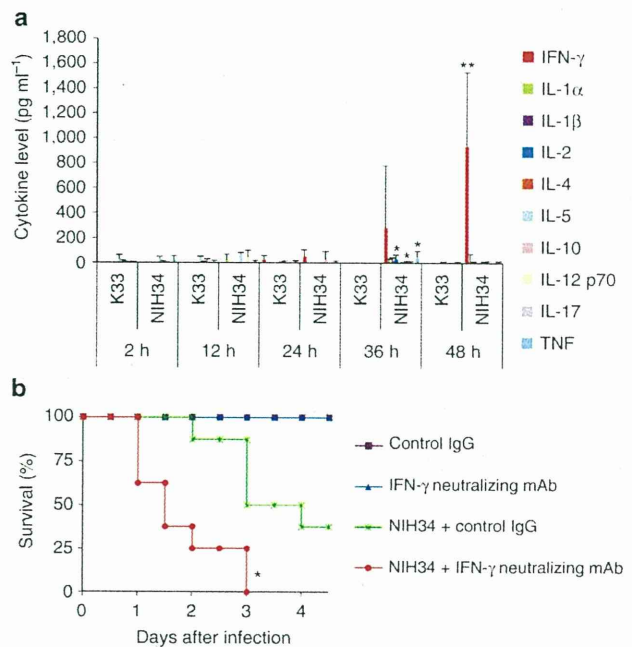 a
Cytokine level (pg ml⁻¹)
1,800
1,600
1,400
1,200
1,000
800
600
400
200
0
* * * **
K33 NIH34 K33 NIH34 K33 NIH34 K33 NIH34 K33 NIH34
2 h 12 h 24 h 36 h 48 h
IFN-γ
IL-1α
IL-1β
IL-2
IL-4
IL-5
IL-10
IL-12 p70
IL-17
TNF
b
Survival (%)
100
75
50
25
0
*
0 1 2 3 4
Days after infection
Control IgG
IFN-γ neutralizing mAb
NIH34 + control IgG
NIH34 + IFN-γ neutralizing mAb